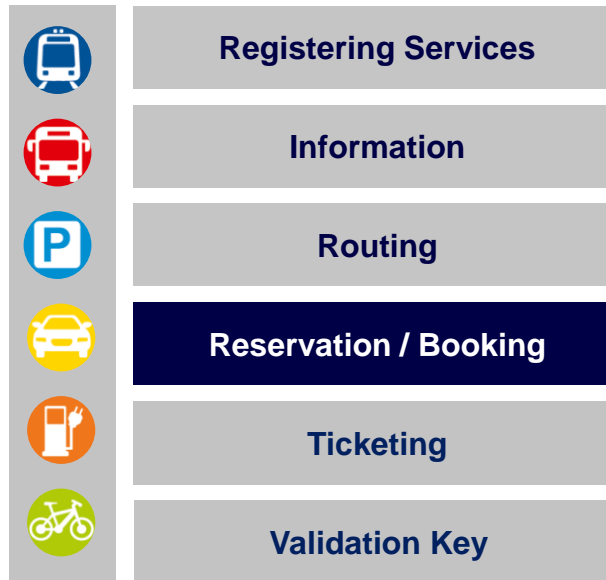 Registering Services
Information
Routing
P
Reservation / Booking
Ticketing
Validation Key